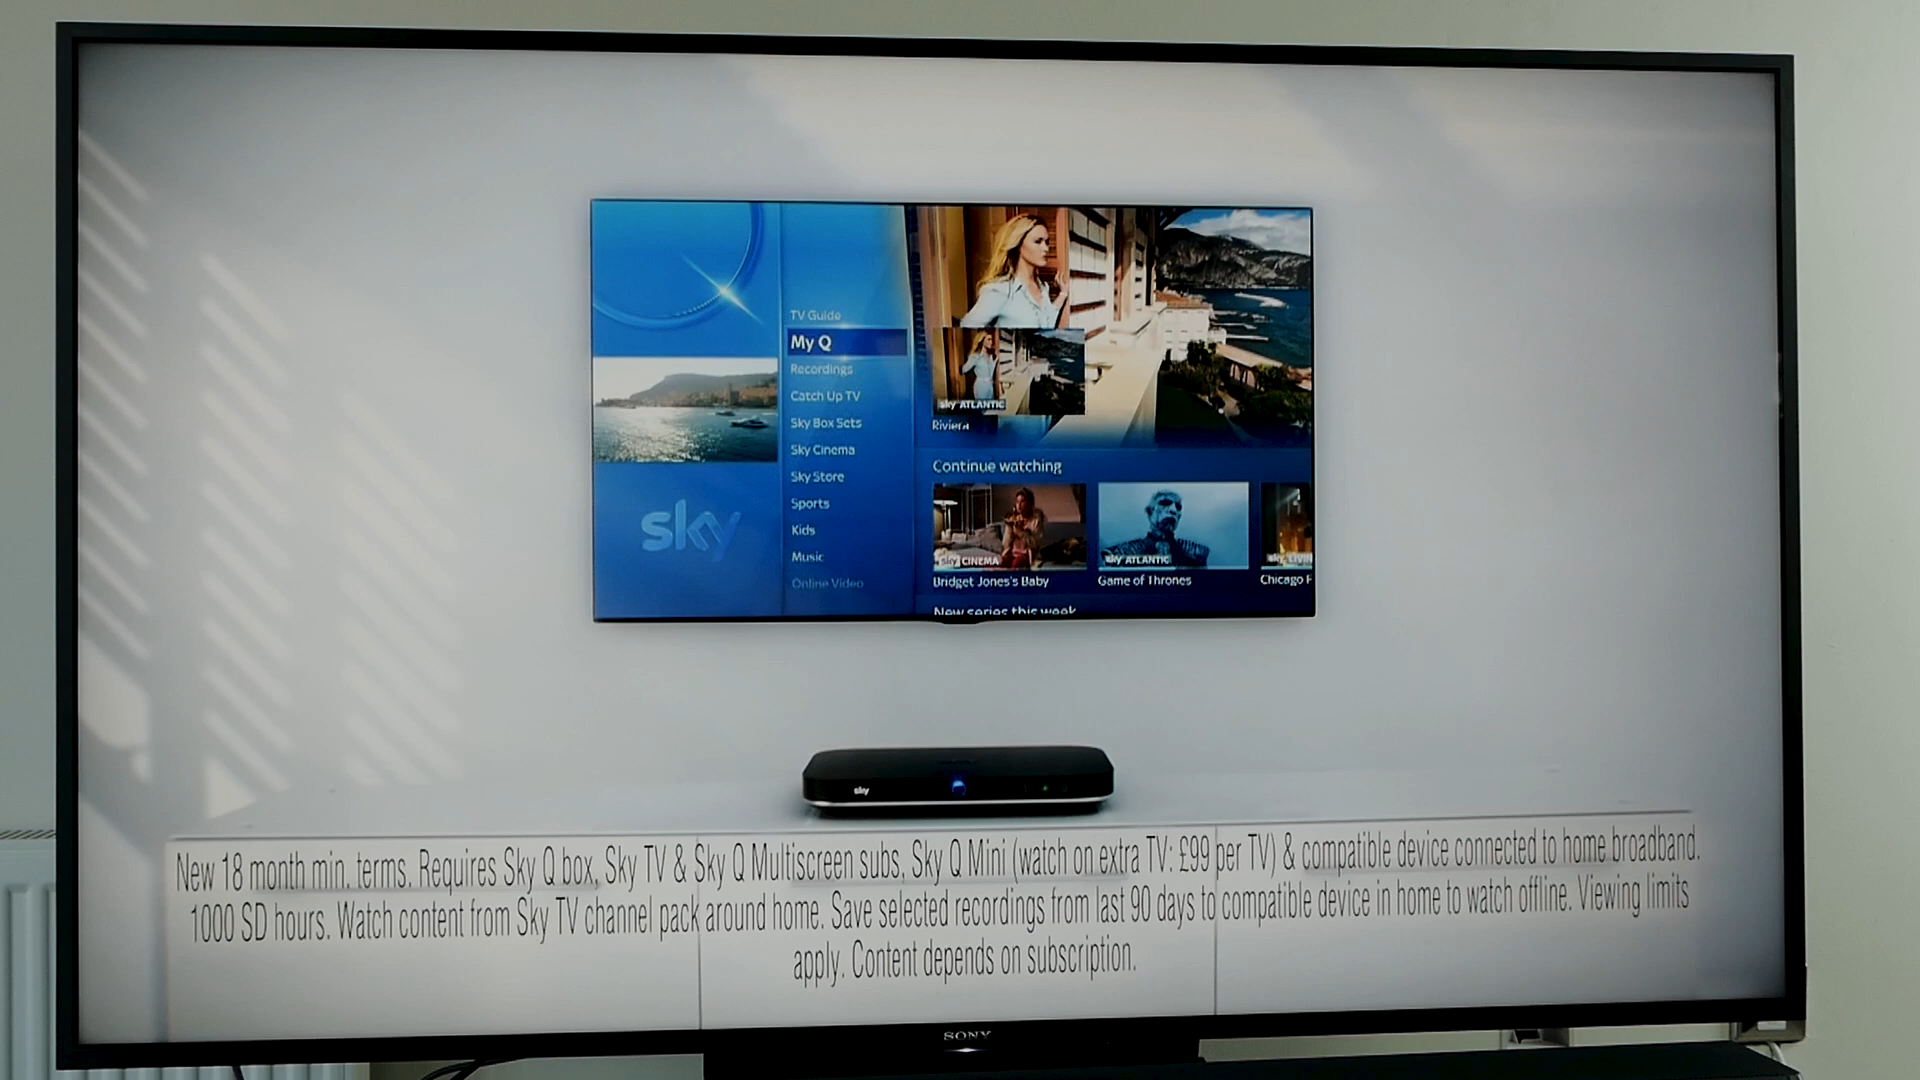 TV Guide
My Q
Recordings
Catch Up TV
Sky Box Sets
Sky Cinema
Sky Store
Sports
Kids
Music
Online Video
sky
sky ATLANTIC
Riviera
Continue watching
sky CINEMA
Bridget Jones's Baby
sky ATLANTIC
Game of Thrones
sky
Chicago
New series this week
sky
New 18 month min. terms. Requires Sky Q box, Sky TV & Sky Q Multiscreen subs, Sky Q Mini (watch on extra TV: £99 per TV) & compatible device connected to home broadband.
1000 SD hours. Watch content from Sky TV channel pack around home. Save selected recordings from last 90 days to compatible device in home to watch offline. Viewing limits
apply. Content depends on subscription.
SONY